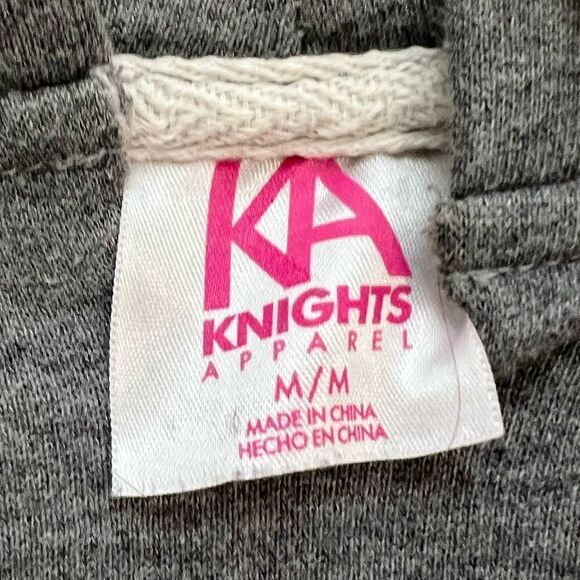 KA
KNIGHTS
APPAREL
M/M
MADE IN CHINA
HECHO EN CHINA